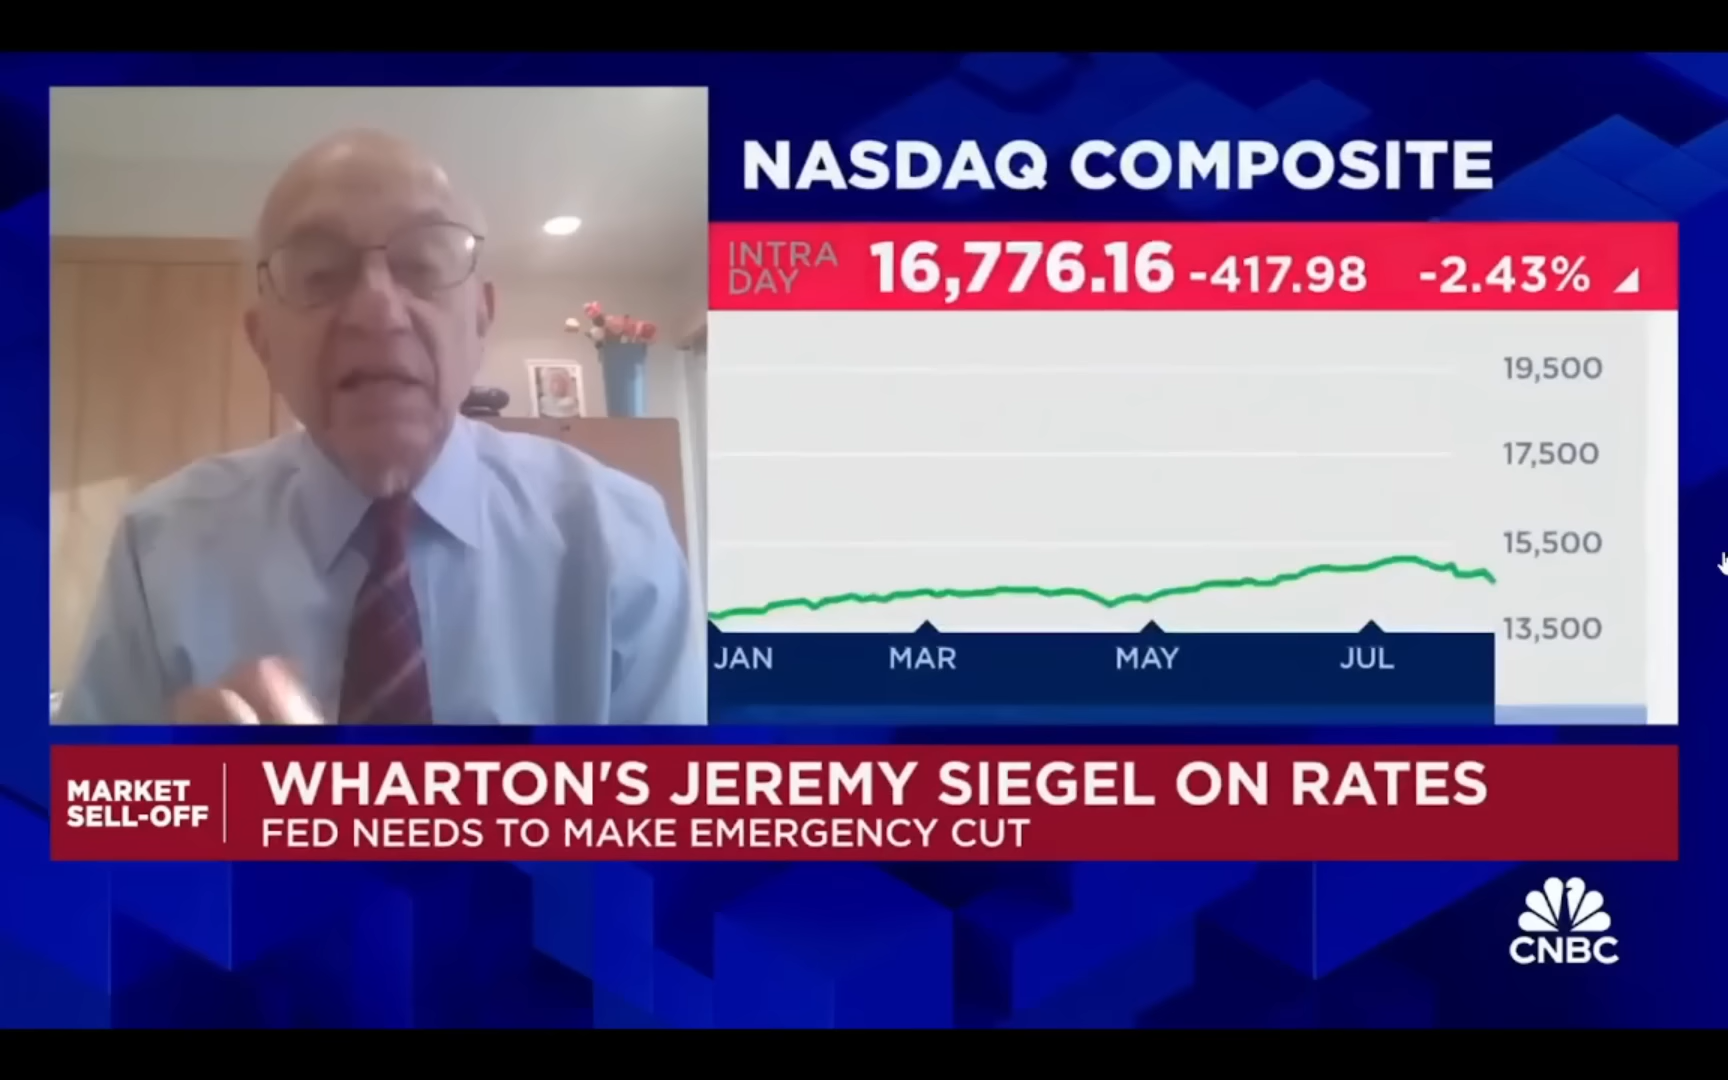 NASDAQ COMPOSITE
INTRA
DAY
16,776.16 -417.98 -2.43%
19,500
17,500
15,500
13,500
JAN MAR MAY JUL
MARKET
SELL-OFF
WHARTON'S JEREMY SIEGEL ON RATES
FED NEEDS TO MAKE EMERGENCY CUT
CNBC